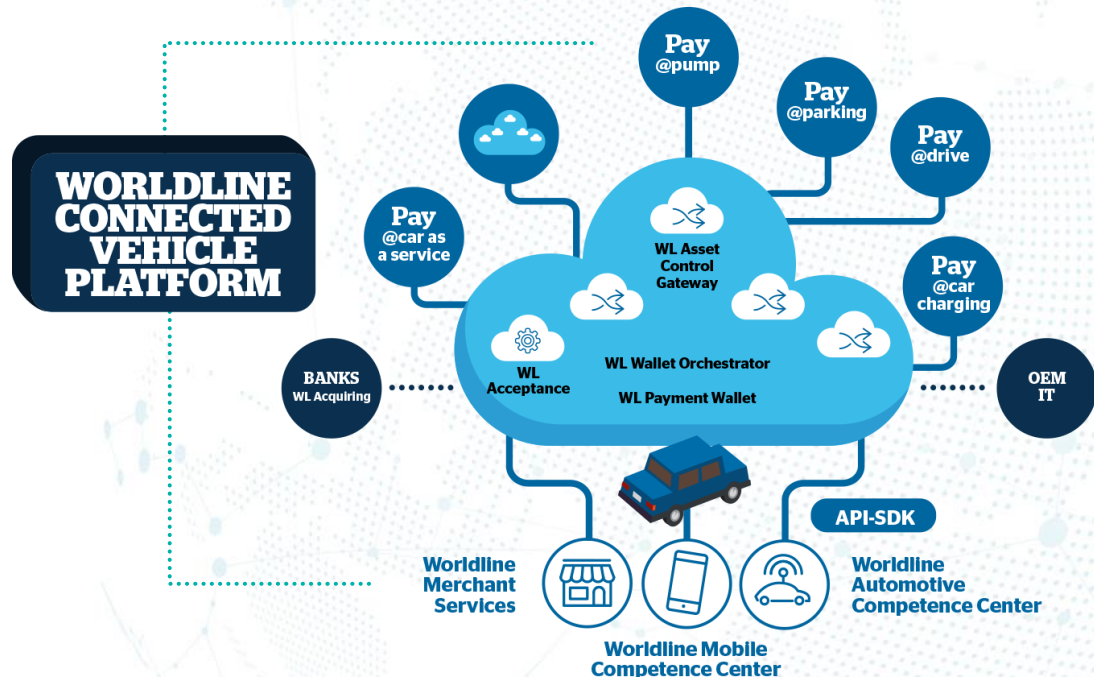 WORLDLINE
CONNECTED
VEHICLE
PLATFORM
Pay
@pump
Pay
@parking
Pay
@drive
Pay
@car as
a service
Pay
@car
charging
WL Asset
Control
Gateway
WL
Acceptance
WL Wallet Orchestrator
WL Payment Wallet
BANKS
WL Acquiring
OEM
IT
API-SDK
Worldline
Merchant
Services
Worldline Mobile
Competence Center
Worldline
Automotive
Competence Center